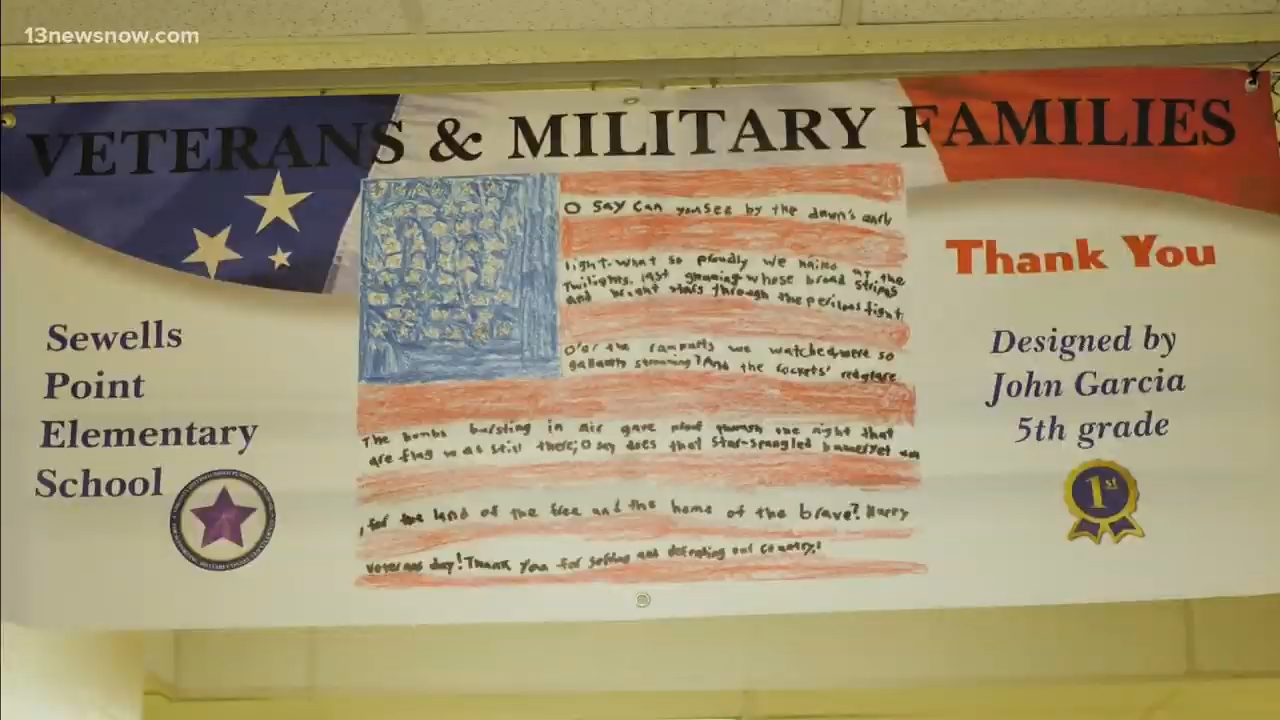 13newsnow.com
VETERANS & MILITARY FAMILIES
Sewells
Point
Elementary
School
O Say Can you See by the dawn's early
light. what so proudly we hailed at the
Twilights, last gleaming whose broad stripes
and bright stars through the perilous fight
O'er the ramparts we watched, were so
gallantly streaming? And the rockets' red glare
The bombs bursting in air gave proof the night that
are flag was still there; O say does that Star-spangled banner yet
, for the land of the free and the home of the brave? Happy
veterans day! Thank You for and defending our country!
Thank You
Designed by
John Garcia
5th grade
1st